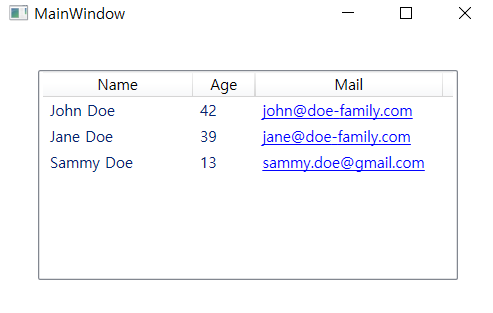 MainWindow
Name Age Mail
John Doe 42 john@doe-family.com
Jane Doe 39 jane@doe-family.com
Sammy Doe 13 sammy.doe@gmail.com